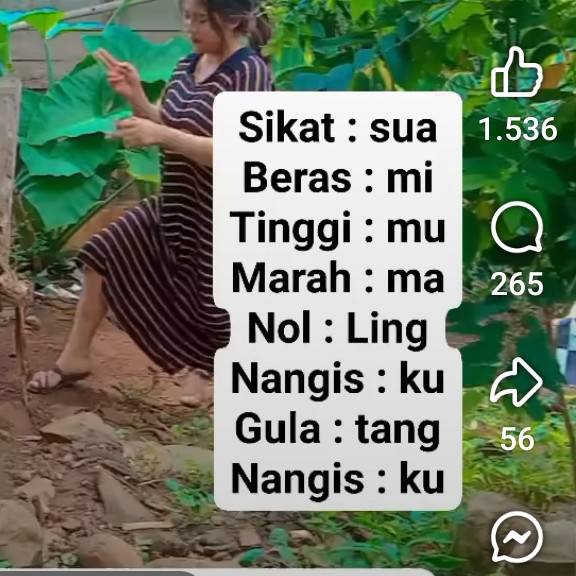 Sikat : sua
Beras : mi
Tinggi : mu
Marah : ma
Nol : Ling
Nangis : ku
Gula : tang
Nangis : ku
1.536
265
56